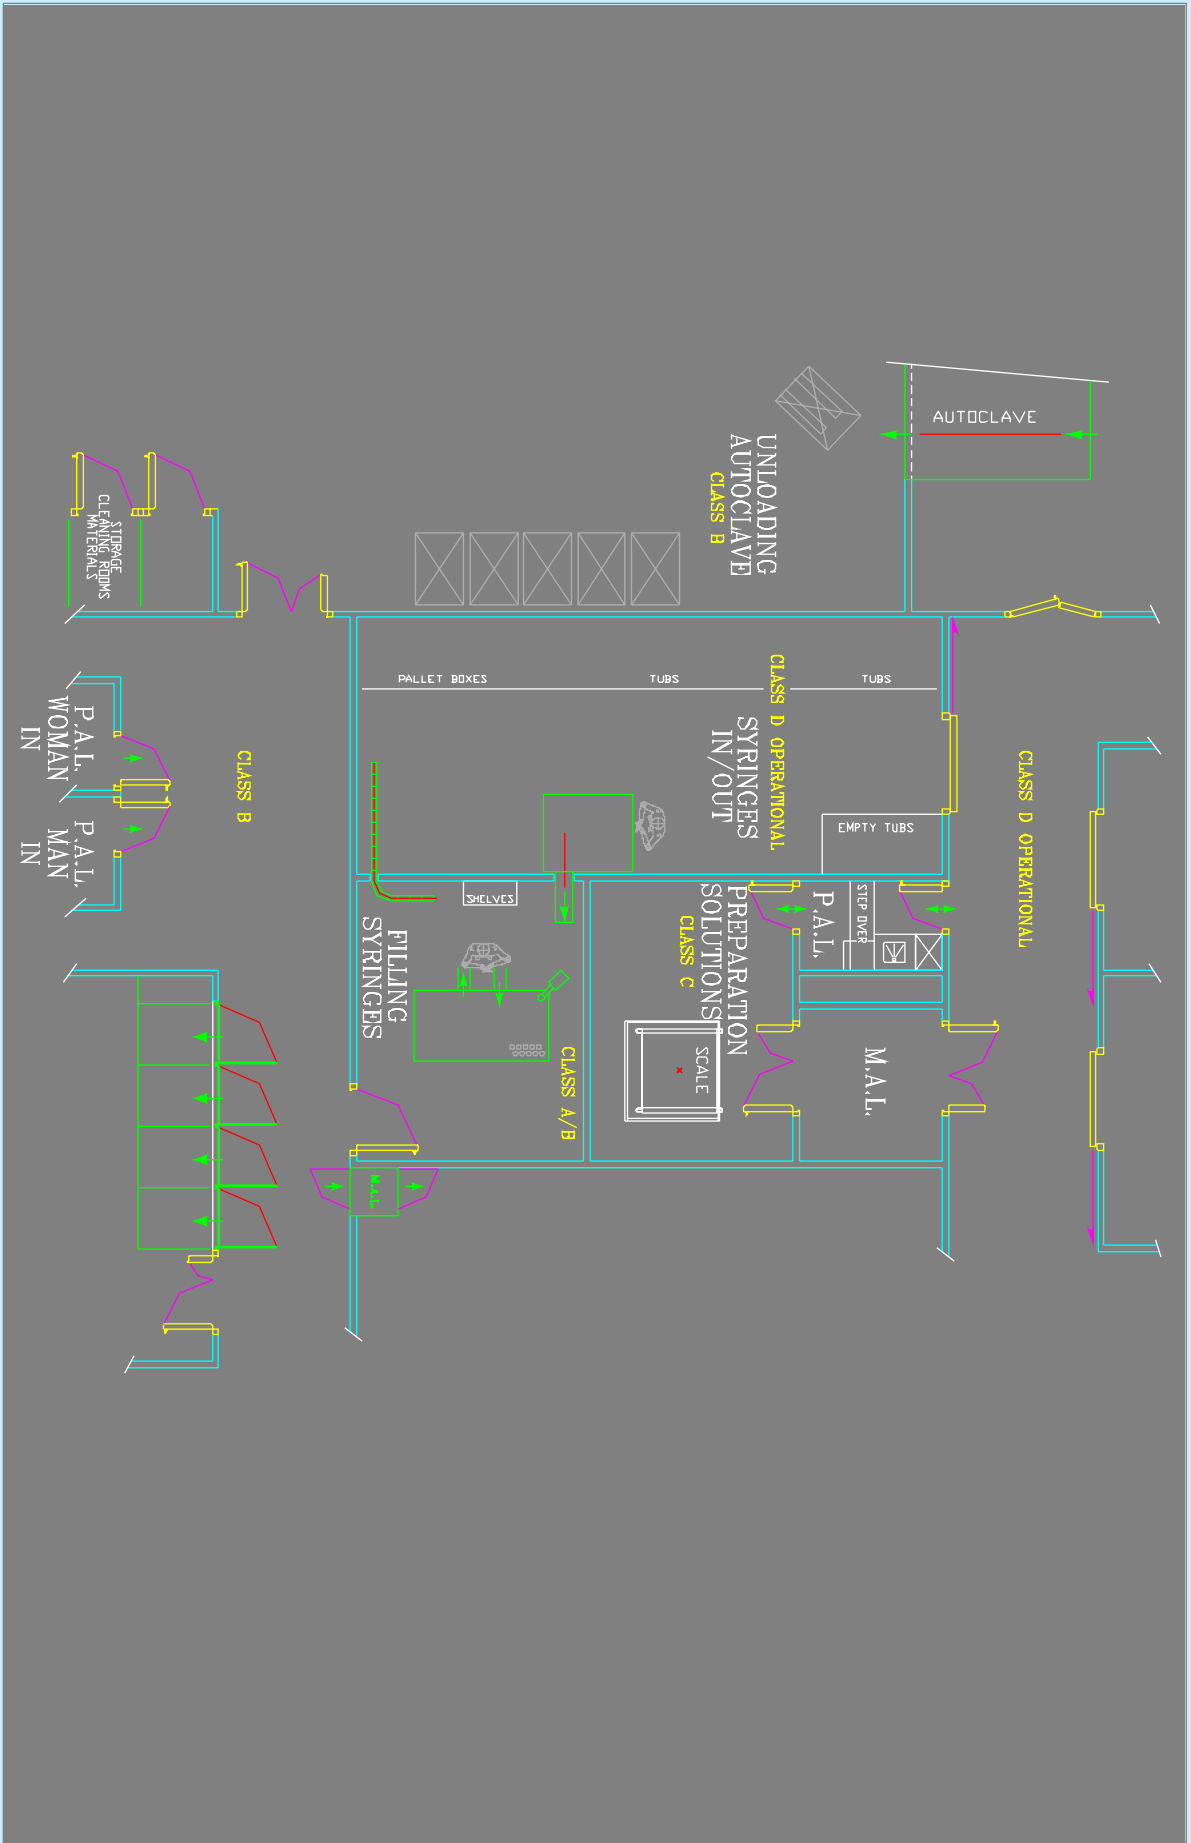 AUTOCLAVE
UNLOADING
AUTOCLAVE
CLASS B
STORAGE
CLEANING ROOMS
MATERIALS
PALLET BOXES
TUBS
TUBS
CLASS D OPERATIONAL
SYRINGES
IN/OUT
EMPTY TUBS
CLASS D OPERATIONAL
P.A.L.
WOMAN
IN
P.A.L.
MAN
IN
CLASS B
SHELVES
FILLING
SYRINGES
CLASS A/B
PREPARATION
SOLUTIONS
CLASS C
SCALE
P.A.L.
STEP OVER
M.A.L.
M.A.L